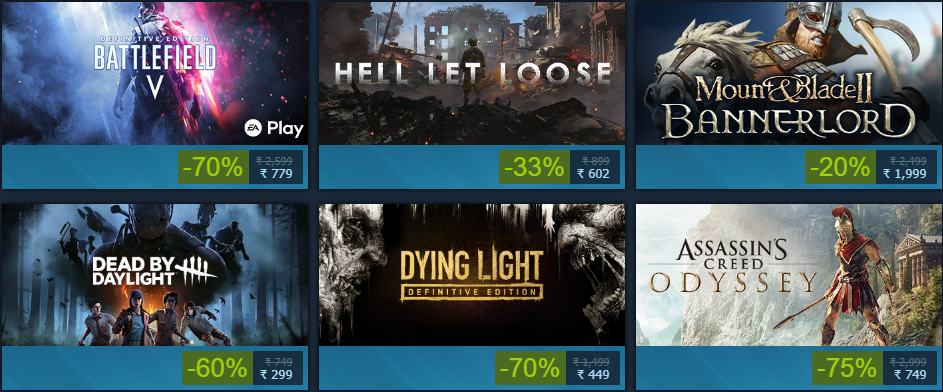 DEFINITIVE EDITION
BATTLEFIELD
V
EA Play
-70%
₹ 2,599
₹ 779
HELL LET LOOSE
-33%
₹ 899
₹ 602
Mount & Blade II
BANNERLORD
-20%
₹ 2,499
₹ 1,999
DEAD BY
DAYLIGHT
-60%
₹ 749
₹ 299
DYING LIGHT
DEFINITIVE EDITION
-70%
₹ 1,499
₹ 449
ASSASSIN'S
CREED
ODYSSEY
-75%
₹ 2,999
₹ 749